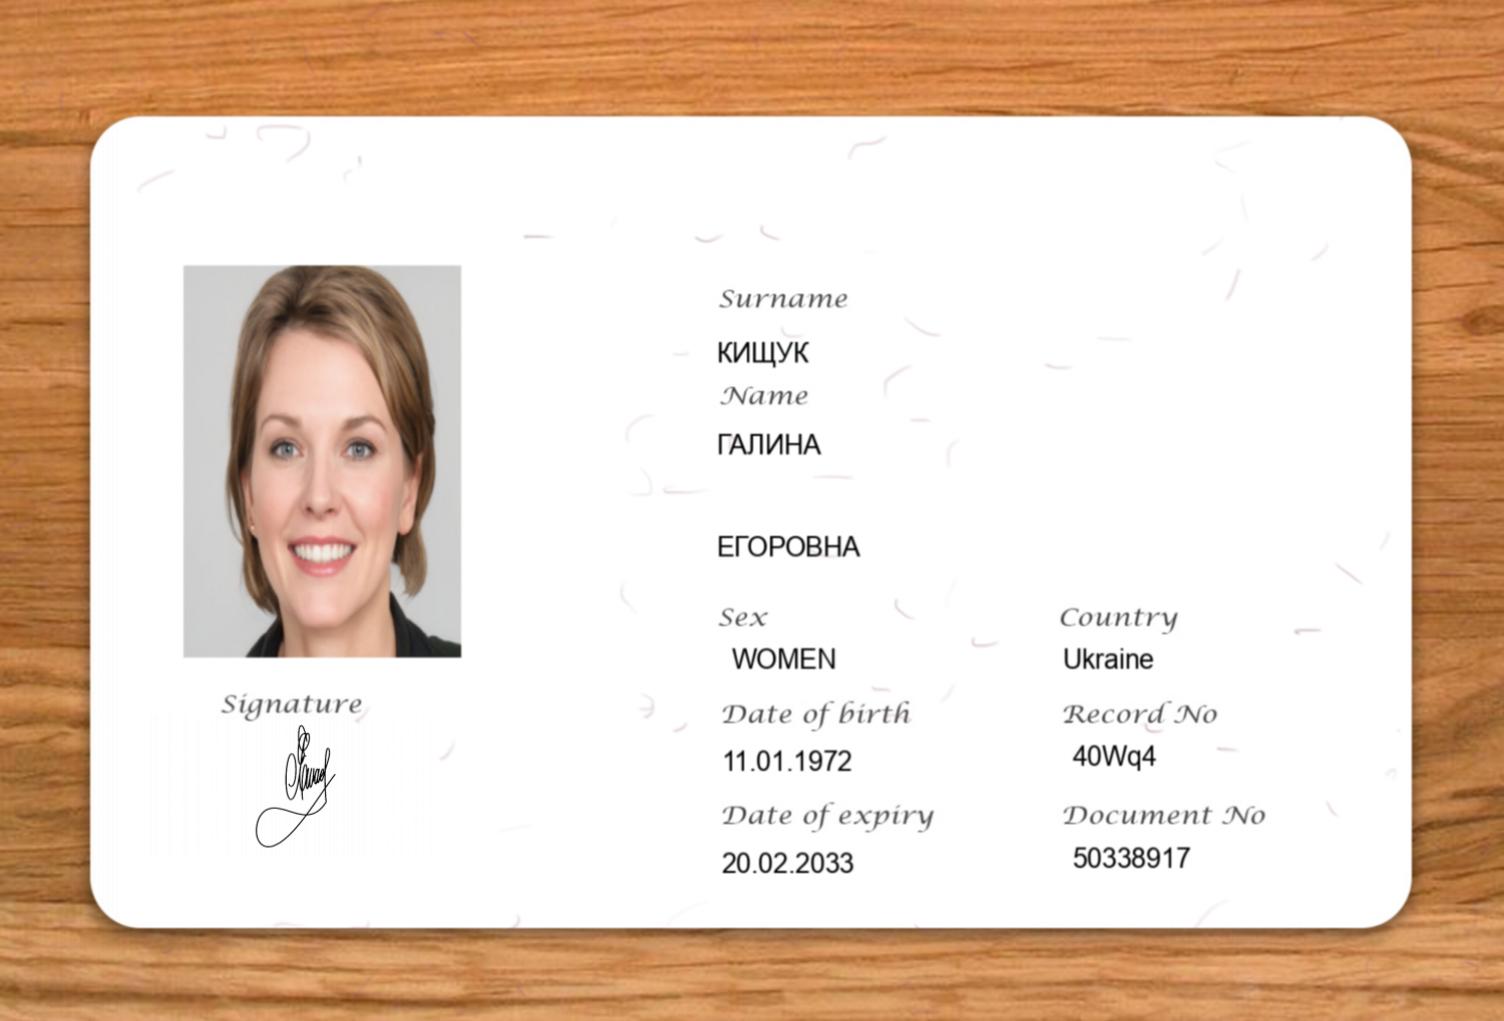 Surname
КИЩУК
Name
ГАЛИНА
ЕГОРОВНА
Sex
WOMEN
Country
Ukraine
Date of birth
11.01.1972
Record No
40Wq4
Date of expiry
20.02.2033
Document No
50338917
Signature